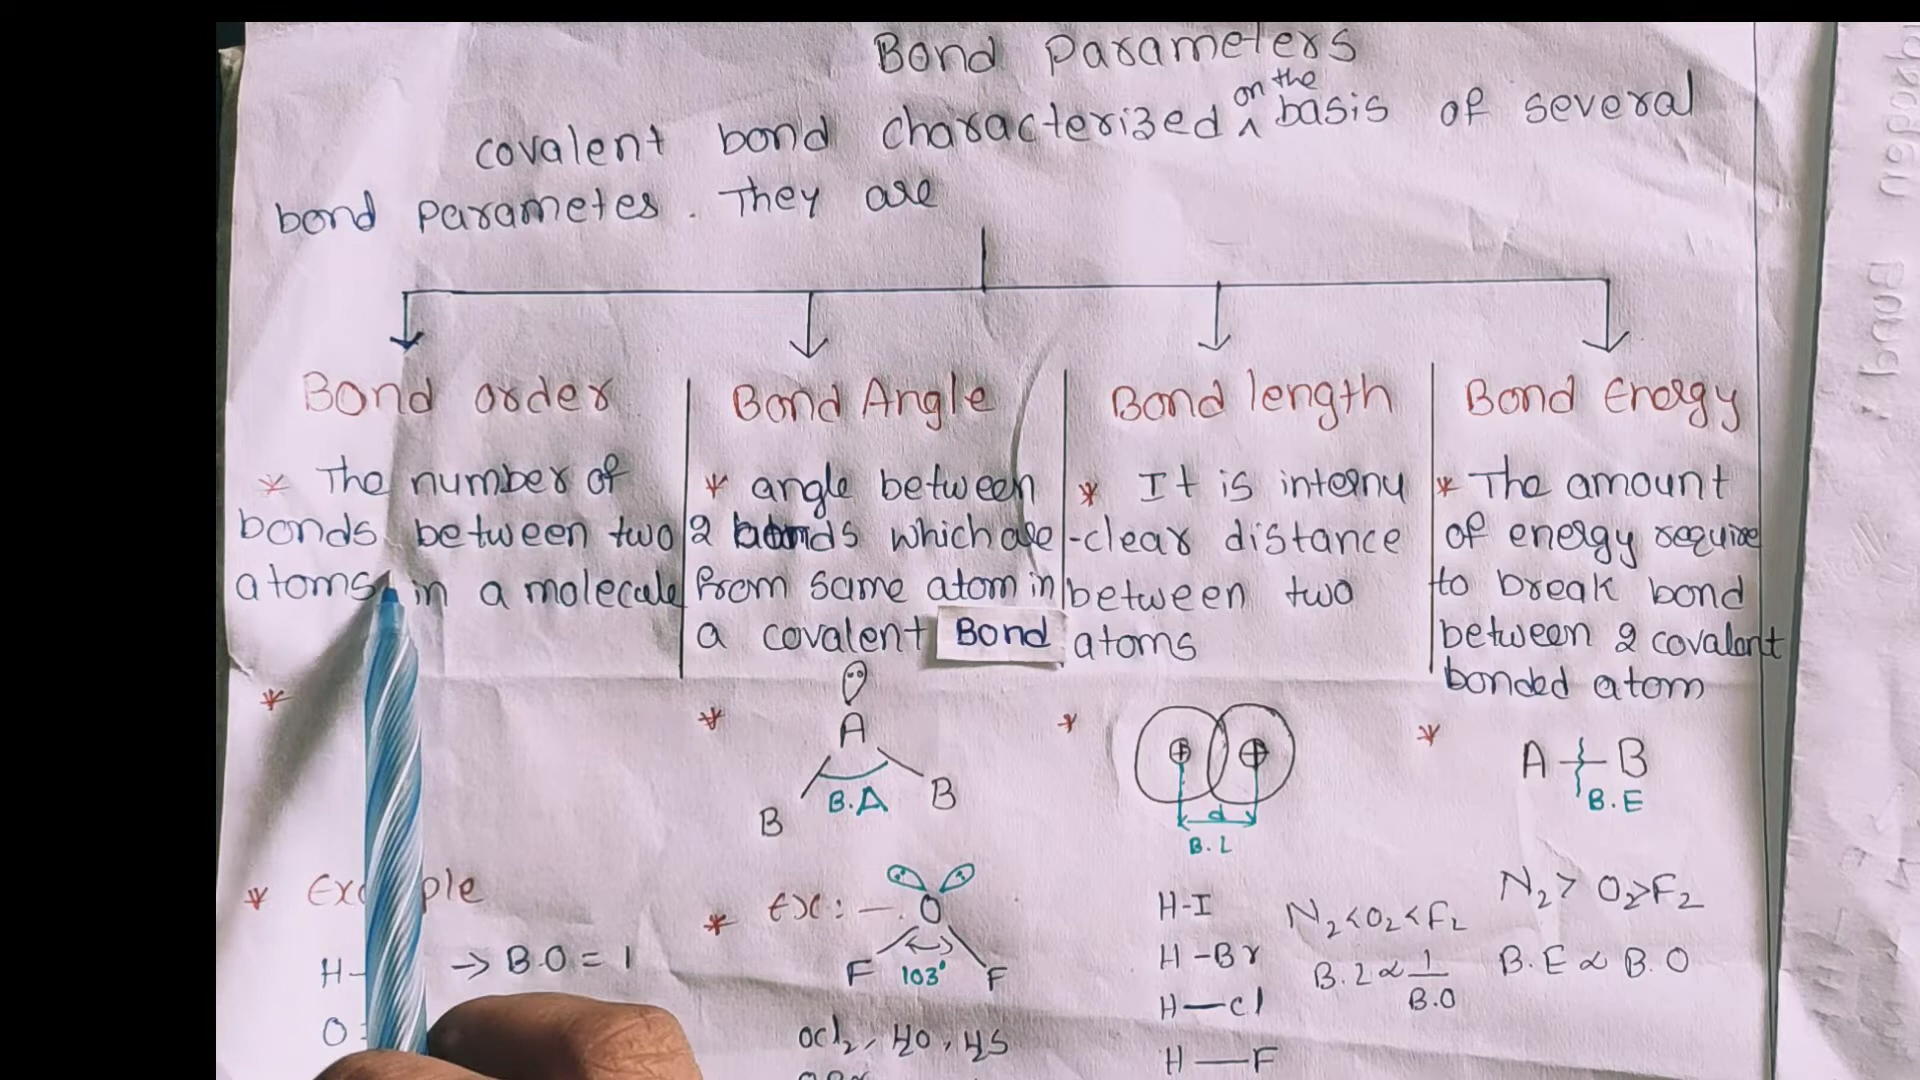 Bond Parameters
covalent bond characterized on the basis of several
bond Parametes. They are
Bond order
* The number of
bonds between two
atoms in a molecule
*
* Example
H-
→ B.O = 1
O
Bond Angle
* angle between
2 bonds which are
from same atom in
a covalent Bond
*
A
B B.A B
* Ex:-
O
F 103° F
OCl2, H2O, H2S
Bond length
* It is internu
-clear distance
between two
atoms
*
d
B.L
H-I
H-Br
H-Cl
H-F
N2<O2<F2
B.L ∝ 1/B.O
Bond Energy
* The amount
of energy require
to break bond
between 2 covalent
bonded atom
*
A B
B.E
N2> O2>F2
B.E ∝ B.O